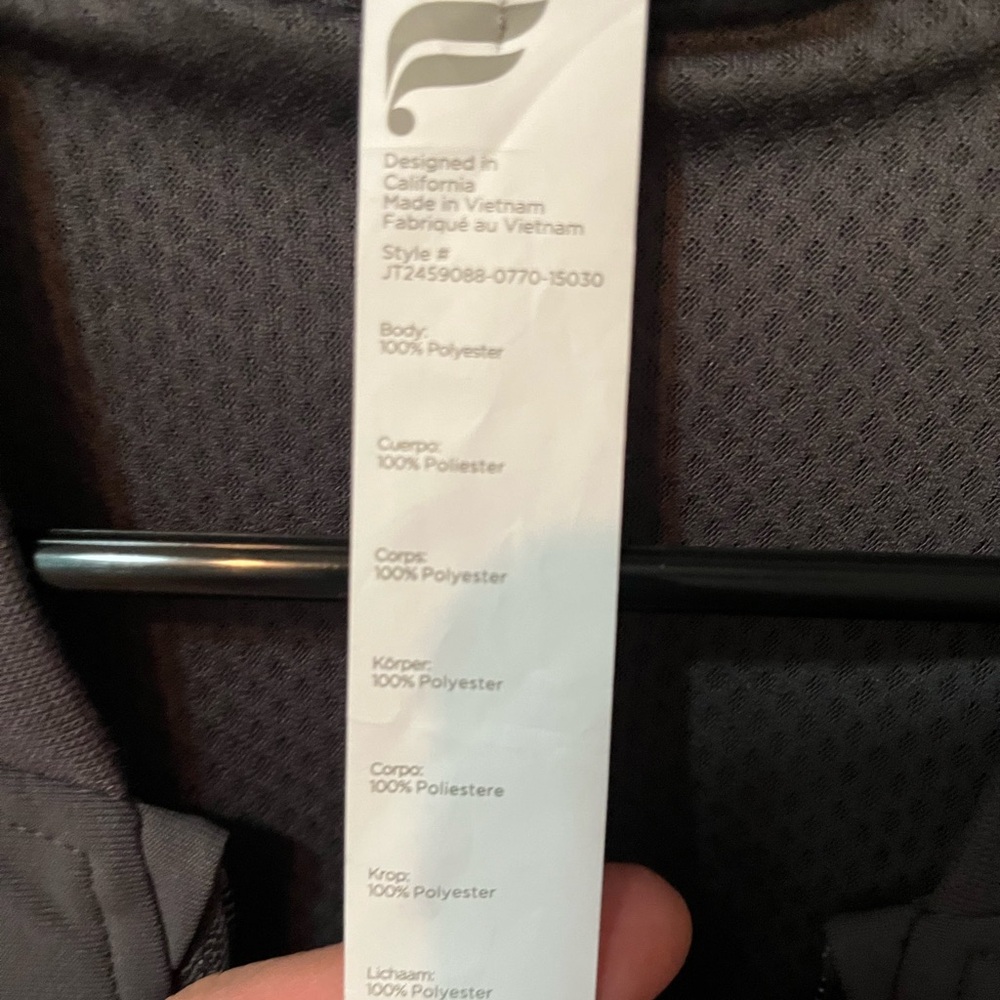 Designed in
California
Made in Vietnam
Fabriqué au Vietnam
Style #
JT2459088-0770-15030
Body:
100% Polyester
Cuerpo:
100% Poliester
Corps:
100% Polyester
Körper:
100% Polyester
Corpo:
100% Poliestere
Krop:
100% Polyester
Lichaam:
100% Polyester